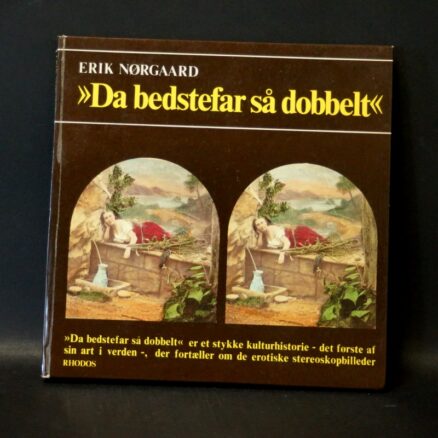 ERIK NØRGAARD
»Da bedstefar så dobbelt«
»Da bedstefar så dobbelt« er et stykke kulturhistorie - det første af
sin art i verden -, der fortæller om de erotiske stereoskopbilleder
RHODOS